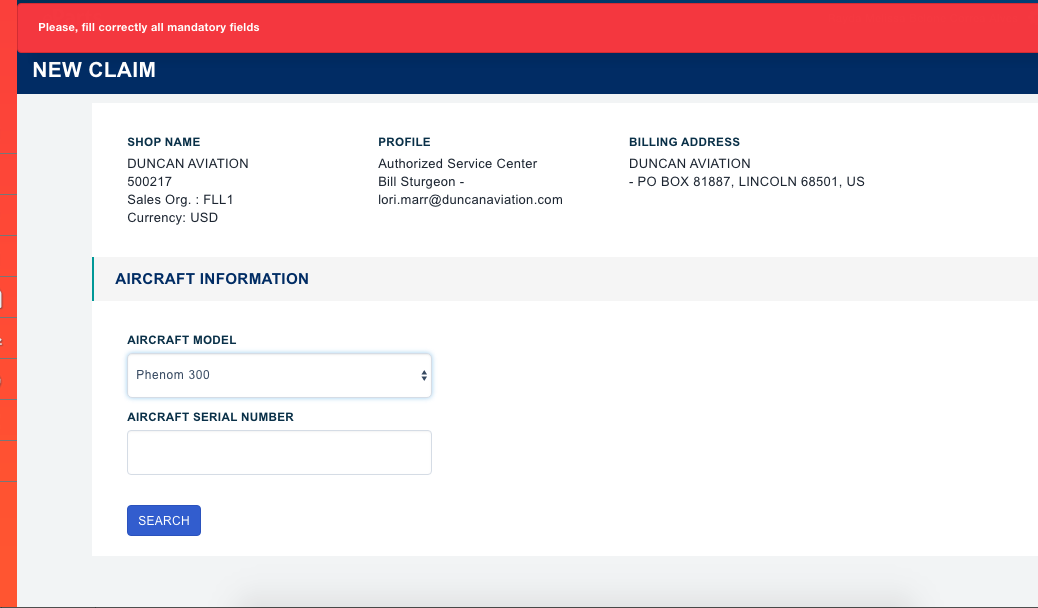 Please, fill correctly all mandatory fields
NEW CLAIM
SHOP NAME
DUNCAN AVIATION
500217
Sales Org. : FLL1
Currency: USD
PROFILE
Authorized Service Center
Bill Sturgeon -
lori.marr@duncanaviation.com
BILLING ADDRESS
DUNCAN AVIATION
- PO BOX 81887, LINCOLN 68501, US
AIRCRAFT INFORMATION
AIRCRAFT MODEL
Phenom 300
AIRCRAFT SERIAL NUMBER
SEARCH